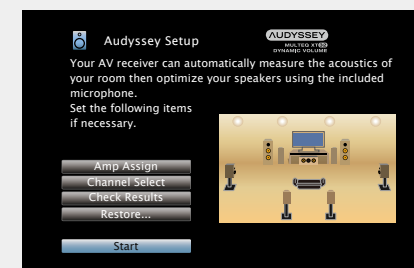 Audyssey Setup
AUDYSSEY
MULTEQ XT32
DYNAMIC VOLUME
Your AV receiver can automatically measure the acoustics of
your room then optimize your speakers using the included
microphone.
Set the following items
if necessary.
Amp Assign
Channel Select
Check Results
Restore...
Start